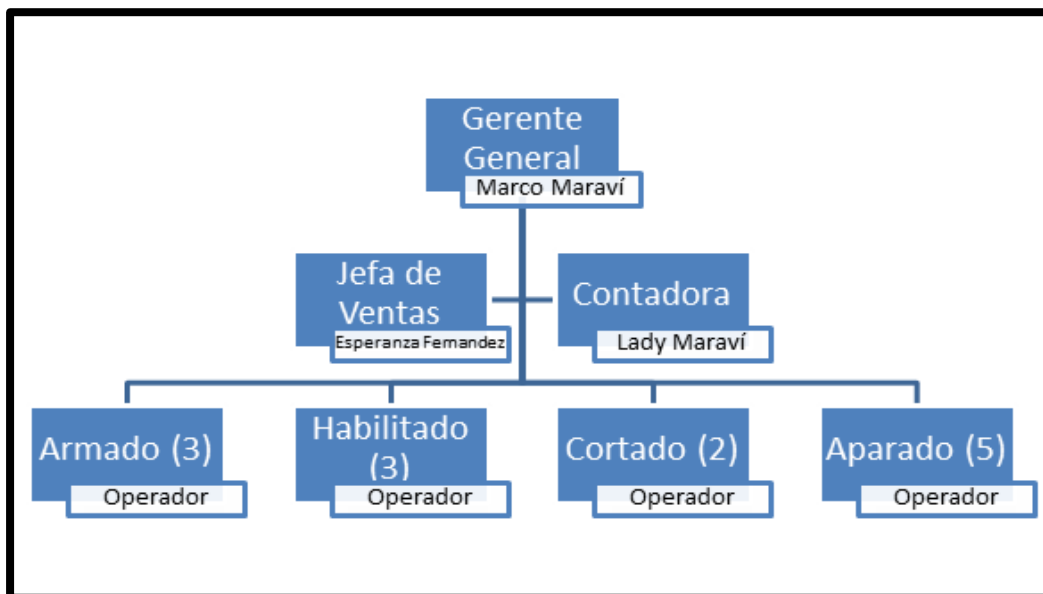 Gerente
General
Marco Maraví
Jefa de
Ventas
Esperanza Fernandez
Contadora
Lady Maraví
Armado (3)
Operador
Habilitado
(3)
Operador
Cortado (2)
Operador
Aparado (5)
Operador